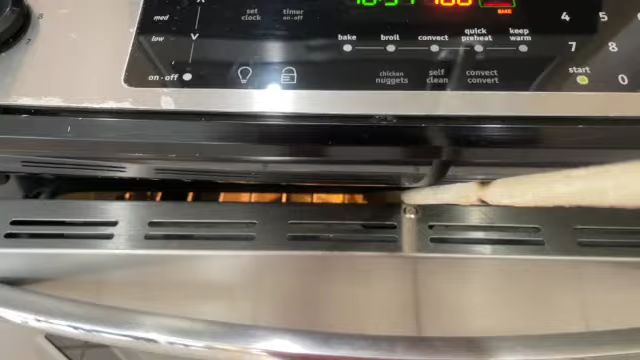 med
low
on - off
set
clock
timer
on - off
bake
broil
convect
quick
preheat
keep
warm
BAKE
chicken
nuggets
self
clean
convect
convert
4 5
7 8
start
0